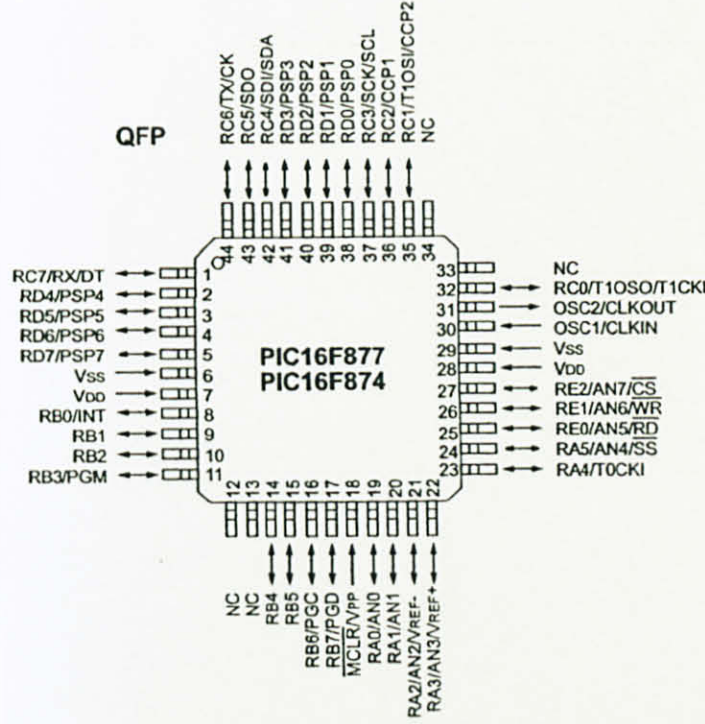 QFP
RC6/TX/CK
RC5/SDO
RC4/SDI/SDA
RD3/PSP3
RD2/PSP2
RD1/PSP1
RD0/PSP0
RC3/SCK/SCL
RC2/CCP1
RC1/T1OSI/CCP2
NC
44
43
42
41
40
39
38
37
36
35
34
RC7/RX/DT 1
RD4/PSP4 2
RD5/PSP5 3
RD6/PSP6 4
RD7/PSP7 5
VSS 6
VDD 7
RB0/INT 8
RB1 9
RB2 10
RB3/PGM 11
PIC16F877
PIC16F874
33 NC
32 RC0/T1OSO/T1CKI
31 OSC2/CLKOUT
30 OSC1/CLKIN
29 VSS
28 VDD
27 RE2/AN7/CS
26 RE1/AN6/WR
25 RE0/AN5/RD
24 RA5/AN4/SS
23 RA4/T0CKI
12
13
14
15
16
17
18
19
20
21
22
NC
NC
RB4
RB5
RB6/PGC
RB7/PGD
MCLR/VPP
RA0/AN0
RA1/AN1
RA2/AN2/VREF-
RA3/AN3/VREF+